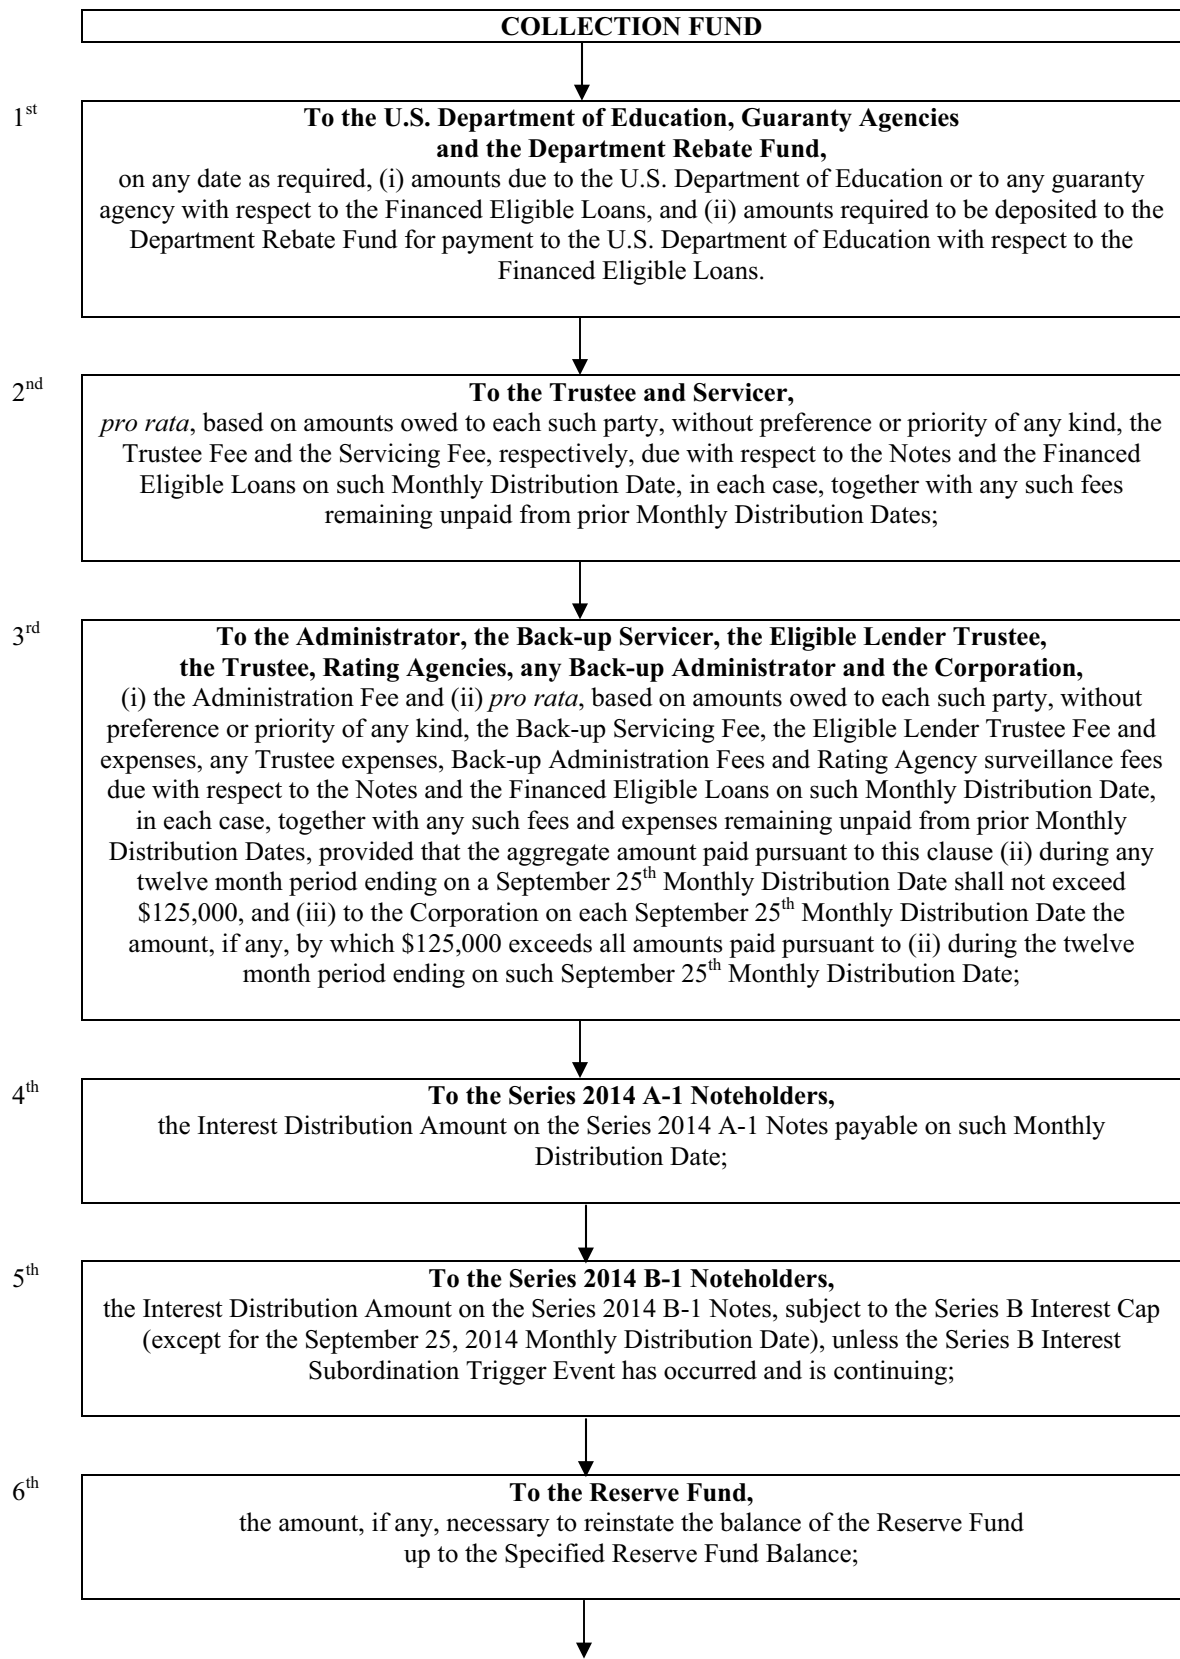 COLLECTION FUND
1st
To the U.S. Department of Education, Guaranty Agencies
and the Department Rebate Fund,
on any date as required, (i) amounts due to the U.S. Department of Education or to any guaranty
agency with respect to the Financed Eligible Loans, and (ii) amounts required to be deposited to the
Department Rebate Fund for payment to the U.S. Department of Education with respect to the
Financed Eligible Loans.
2nd
To the Trustee and Servicer,
pro rata, based on amounts owed to each such party, without preference or priority of any kind, the
Trustee Fee and the Servicing Fee, respectively, due with respect to the Notes and the Financed
Eligible Loans on such Monthly Distribution Date, in each case, together with any such fees
remaining unpaid from prior Monthly Distribution Dates;
3rd
To the Administrator, the Back-up Servicer, the Eligible Lender Trustee,
the Trustee, Rating Agencies, any Back-up Administrator and the Corporation,
(i) the Administration Fee and (ii) pro rata, based on amounts owed to each such party, without
preference or priority of any kind, the Back-up Servicing Fee, the Eligible Lender Trustee Fee and
expenses, any Trustee expenses, Back-up Administration Fees and Rating Agency surveillance fees
due with respect to the Notes and the Financed Eligible Loans on such Monthly Distribution Date,
in each case, together with any such fees and expenses remaining unpaid from prior Monthly
Distribution Dates, provided that the aggregate amount paid pursuant to this clause (ii) during any
twelve month period ending on a September 25th Monthly Distribution Date shall not exceed
$125,000, and (iii) to the Corporation on each September 25th Monthly Distribution Date the
amount, if any, by which $125,000 exceeds all amounts paid pursuant to (ii) during the twelve
month period ending on such September 25th Monthly Distribution Date;
4th
To the Series 2014 A-1 Noteholders,
the Interest Distribution Amount on the Series 2014 A-1 Notes payable on such Monthly
Distribution Date;
5th
To the Series 2014 B-1 Noteholders,
the Interest Distribution Amount on the Series 2014 B-1 Notes, subject to the Series B Interest Cap
(except for the September 25, 2014 Monthly Distribution Date), unless the Series B Interest
Subordination Trigger Event has occurred and is continuing;
6th
To the Reserve Fund,
the amount, if any, necessary to reinstate the balance of the Reserve Fund
up to the Specified Reserve Fund Balance;